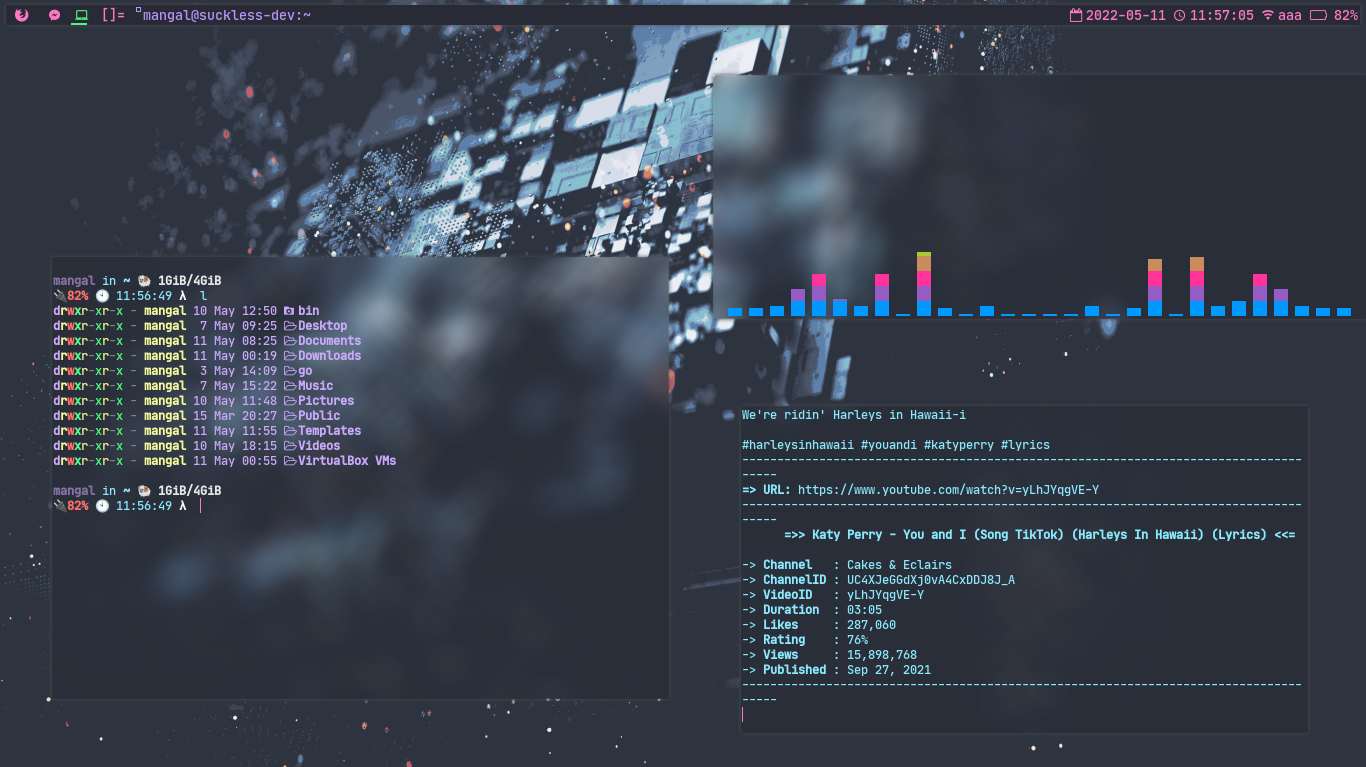 []= mangal@suckless-dev:~ 2022-05-11 11:57:05 aaa 82%
mangal in ~ 🐏 1GiB/4GiB
🔌82% 🕙 11:56:49 λ l
drwxr-xr-x - mangal 10 May 12:50 bin
drwxr-xr-x - mangal 7 May 09:25 Desktop
drwxr-xr-x - mangal 11 May 08:25 Documents
drwxr-xr-x - mangal 11 May 00:19 Downloads
drwxr-xr-x - mangal 3 May 14:09 go
drwxr-xr-x - mangal 7 May 15:22 Music
drwxr-xr-x - mangal 10 May 11:48 Pictures
drwxr-xr-x - mangal 15 Mar 20:27 Public
drwxr-xr-x - mangal 11 May 11:55 Templates
drwxr-xr-x - mangal 10 May 18:15 Videos
drwxr-xr-x - mangal 11 May 00:55 VirtualBox VMs
mangal in ~ 🐏 1GiB/4GiB
🔌82% 🕙 11:56:49 λ
We're ridin' Harleys in Hawaii-i
#harleysinhawaii #youandi #katyperry #lyrics
--------------------------------------------------------------------------------
-----
=> URL: https://www.youtube.com/watch?v=yLhJYqgVE-Y
--------------------------------------------------------------------------------
-----
=>> Katy Perry - You and I (Song TikTok) (Harleys In Hawaii) (Lyrics) <<=
-> Channel : Cakes & Eclairs
-> ChannelID : UC4XJeGGdXj0vA4CxDDJ8J_A
-> VideoID : yLhJYqgVE-Y
-> Duration : 03:05
-> Likes : 287,060
-> Rating : 76%
-> Views : 15,898,768
-> Published : Sep 27, 2021
--------------------------------------------------------------------------------
-----